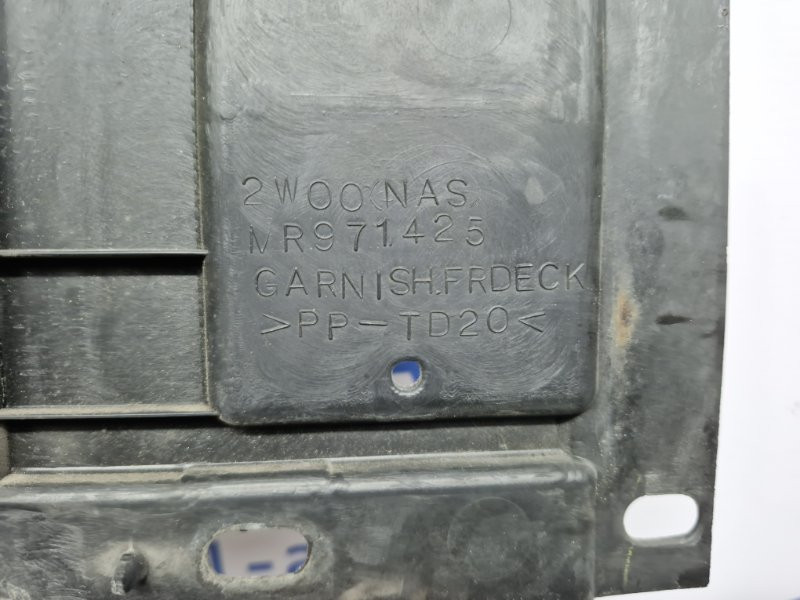 2W00(NAS)
MR971425
GARNISH.FRDECK
>PP-TD20<